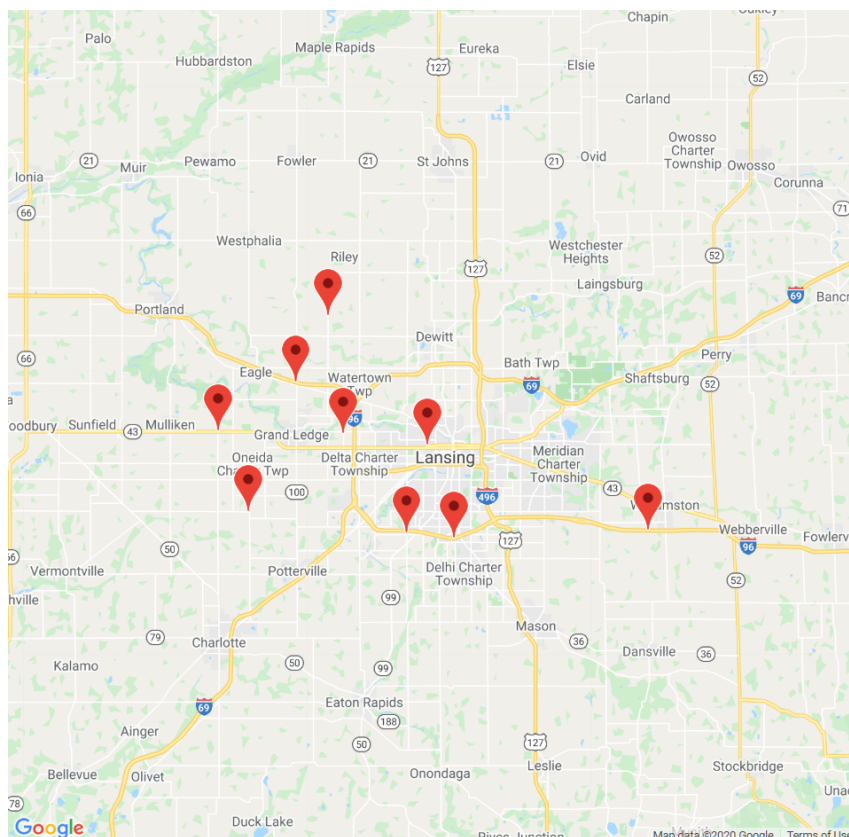 Chapin
Oakley
Palo
Maple Rapids
Eureka
Hubbardston
127
Elsie
52
Carland
Owosso
Charter
Township
21
Pewamo
Fowler
21
St Johns
21
Ovid
Owosso
Muir
Ionia
Corunna
66
71
Westphalia
Riley
Westchester
Heights
52
127
Laingsburg
69
Portland
Dewitt
Bath Twp
Perry
66
Eagle
Watertown
Twp
69
Shaftsburg
52
Sunfield
43
Mulliken
Grand Ledge
96
Lansing
Oneida
Delta Charter
Township
Meridian
Charter
Township
100
43
496
Webberville
50
127
96
Vermontville
Potterville
Delhi Charter
Township
52
99
79
Charlotte
Mason
36
Dansville
36
Kalamo
50
99
Eaton Rapids
69
188
Ainger
50
127
Bellevue
Olivet
Onondaga
Leslie
Stockbridge
78
Duck Lake
Google
Map data ©2020 Google
Terms of Use